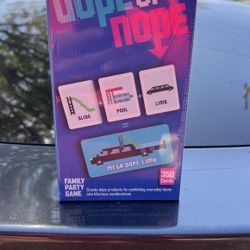 DOPE OR
NOPE
SLIDE
POOL
LIMO
MEGA DOPE LIMO
FAMILY
PARTY
GAME
350
Cards
Create dope products by combining everyday items
into hilarious combinations